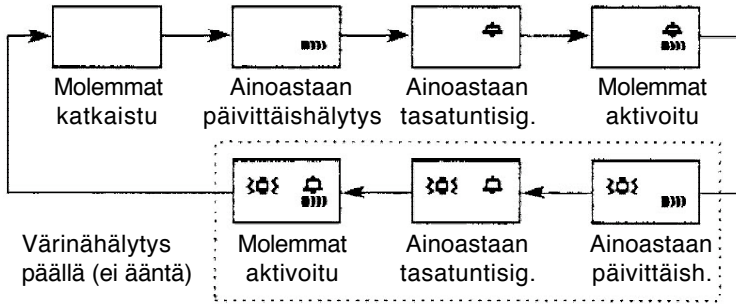 Molemmat
katkaistu
Ainoastaan
päivittäishälytys
Ainoastaan
tasatuntisig.
Molemmat
aktivoitu
Värinähälytys
päällä (ei ääntä)
Molemmat
aktivoitu
Ainoastaan
tasatuntisig.
Ainoastaan
päivittäish.